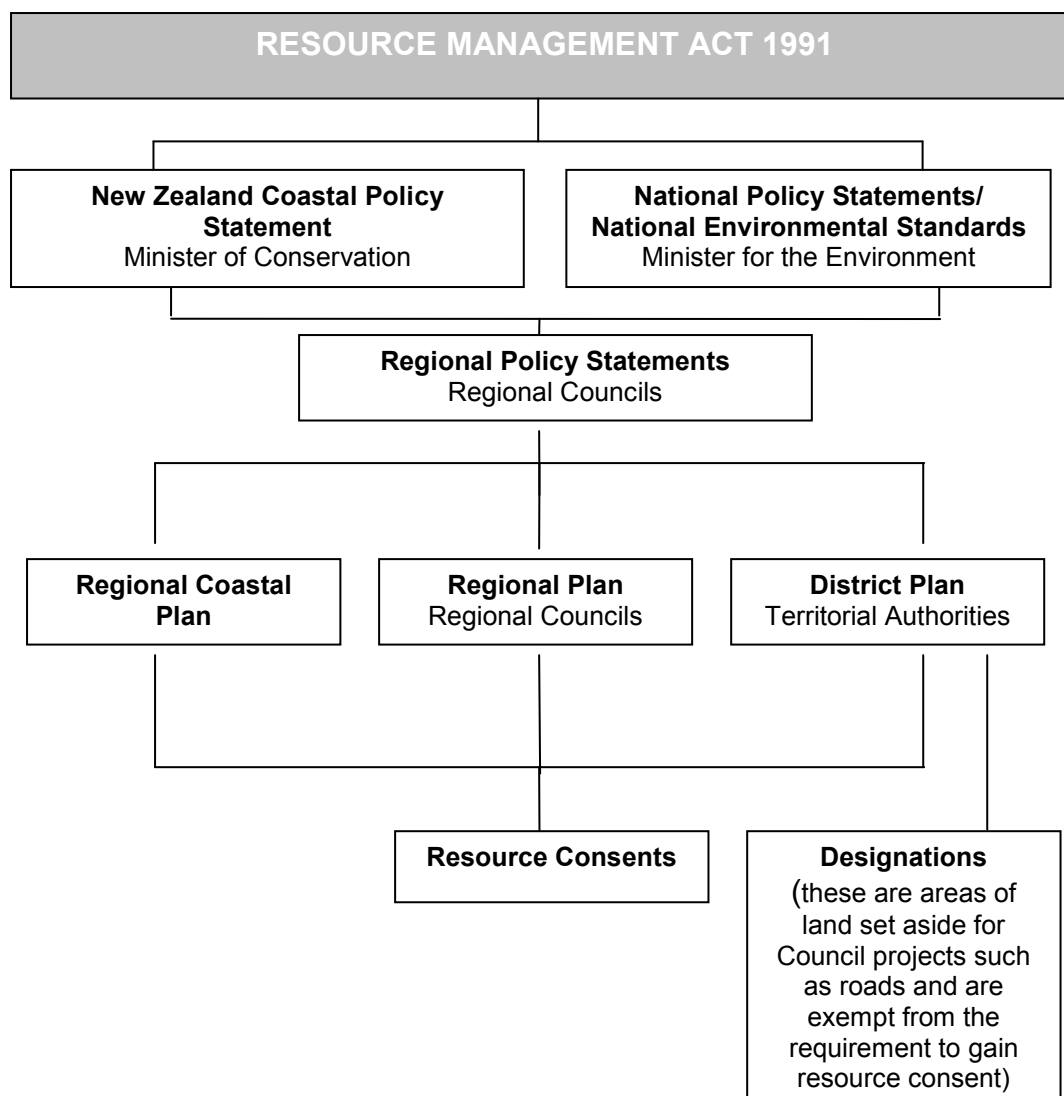 RESOURCE MANAGEMENT ACT 1991
New Zealand Coastal Policy
Statement
Minister of Conservation
National Policy Statements/
National Environmental Standards
Minister for the Environment
Regional Policy Statements
Regional Councils
Regional Coastal
Plan
Regional Plan
Regional Councils
District Plan
Territorial Authorities
Resource Consents
Designations
(these are areas of
land set aside for
Council projects such
as roads and are
exempt from the
requirement to gain
resource consent)